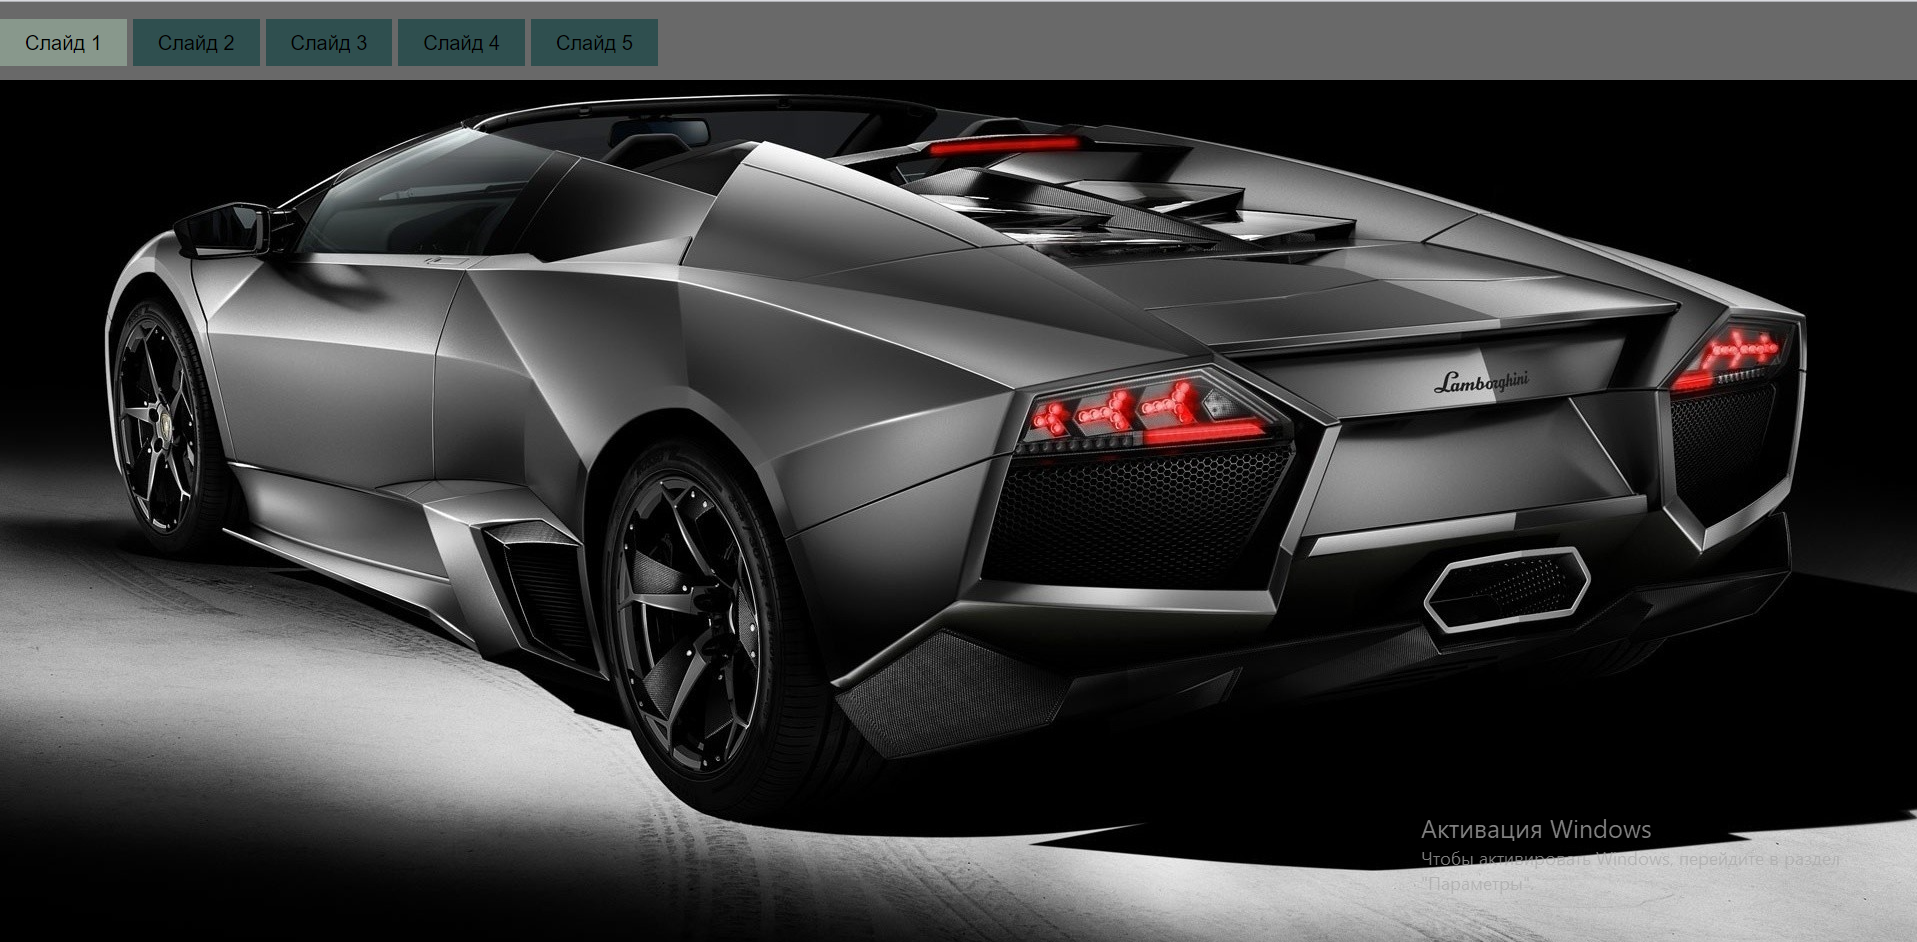 Слайд 1
Слайд 2
Слайд 3
Слайд 4
Слайд 5
Lamborghini
Активация Windows
Чтобы активировать Windows, перейдите в раздел
"Параметры".